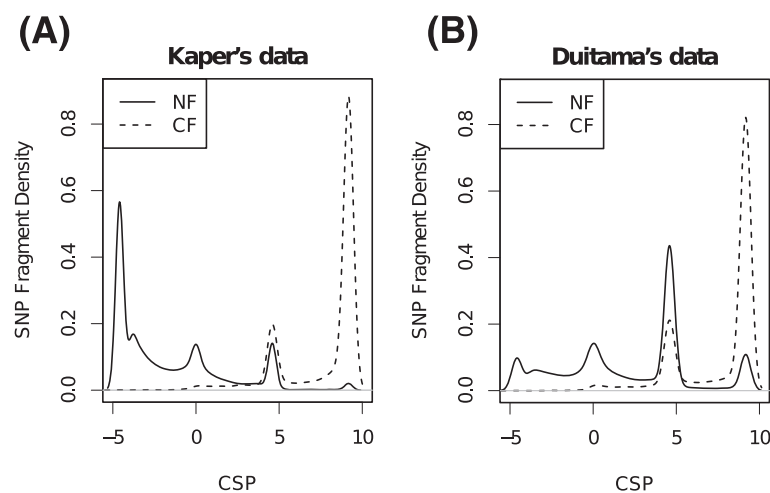 (A)
Kaper's data
NF
CF
SNP Fragment Density
0.0 0.2 0.4 0.6 0.8
−5 0 5 10
CSP
(B)
Duitama's data
NF
CF
SNP Fragment Density
0.0 0.2 0.4 0.6 0.8
−5 0 5 10
CSP